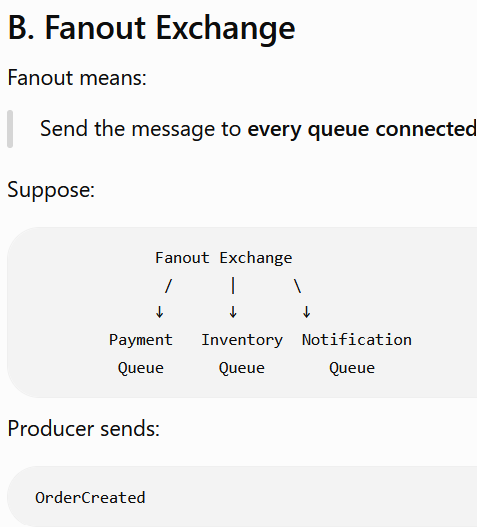 B. Fanout Exchange
Fanout means:
Send the message to every queue connected
Suppose:
Fanout Exchange
/ | \
↓ ↓ ↓
Payment Inventory Notification
Queue Queue Queue
Producer sends:
OrderCreated